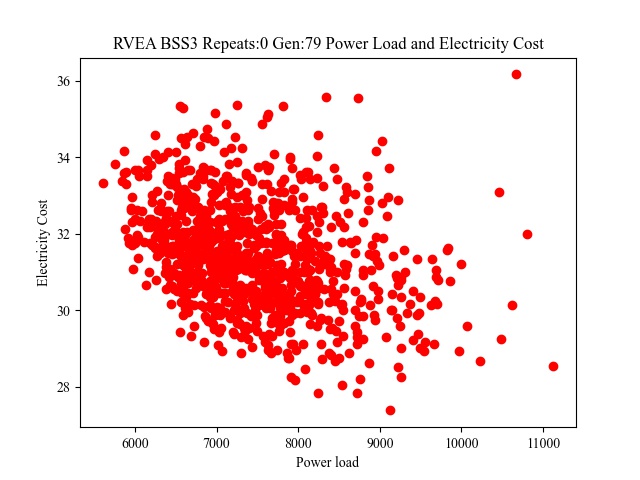 RVEA BSS3 Repeats:0 Gen:79 Power Load and Electricity Cost
36
34
32
30
28
Electricity Cost
6000 7000 8000 9000 10000 11000
Power load